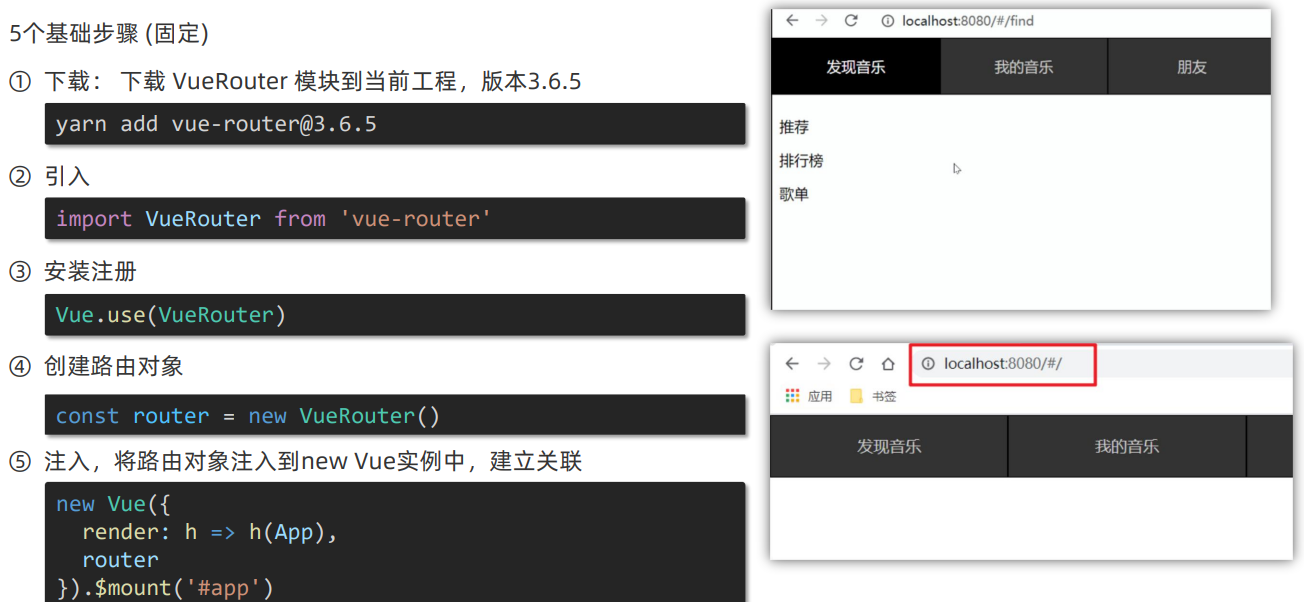 5个基础步骤 (固定)
① 下载： 下载 VueRouter 模块到当前工程，版本3.6.5
yarn add vue-router@3.6.5
② 引入
import VueRouter from 'vue-router'
③ 安装注册
Vue.use(VueRouter)
④ 创建路由对象
const router = new VueRouter()
⑤ 注入，将路由对象注入到new Vue实例中，建立关联
new Vue({
  render: h => h(App),
  router
}).$mount('#app')
localhost:8080/#/find
发现音乐 我的音乐 朋友
推荐
排行榜
歌单
localhost:8080/#/
应用 书签
发现音乐 我的音乐